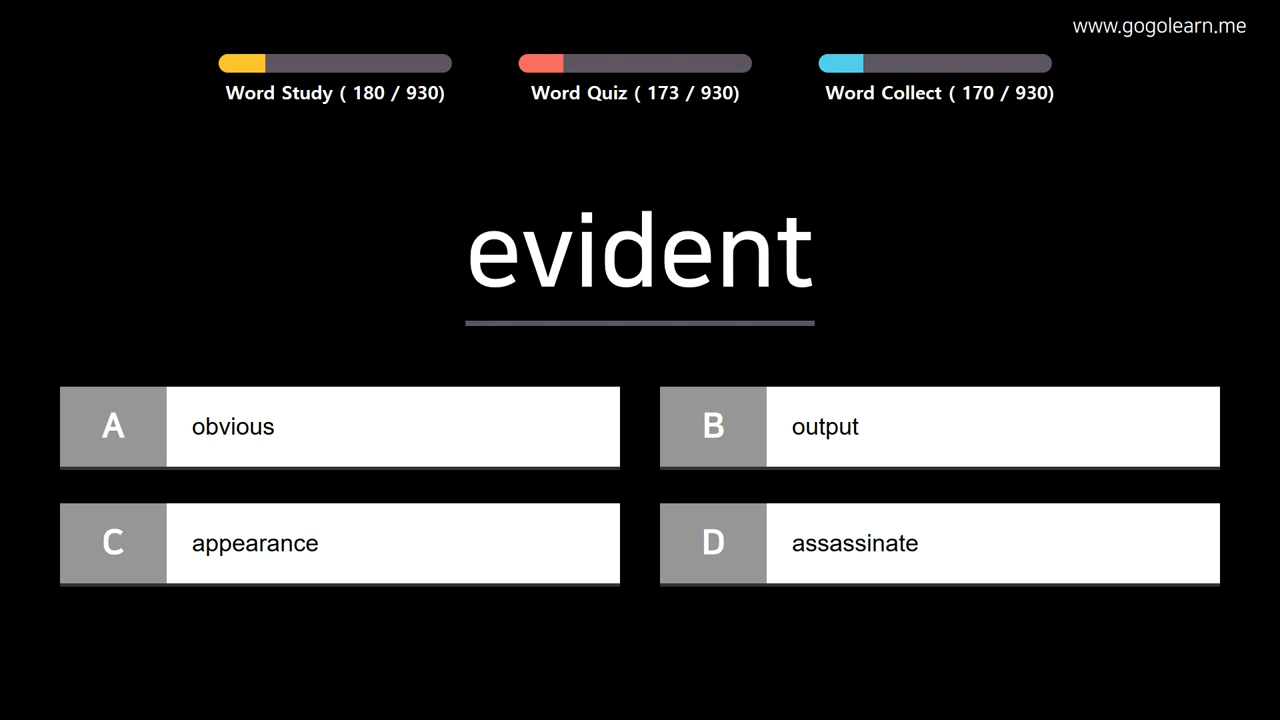 www.gogolearn.me
Word Study ( 180 / 930)
Word Quiz ( 173 / 930)
Word Collect ( 170 / 930)
evident
A obvious
B output
C appearance
D assassinate